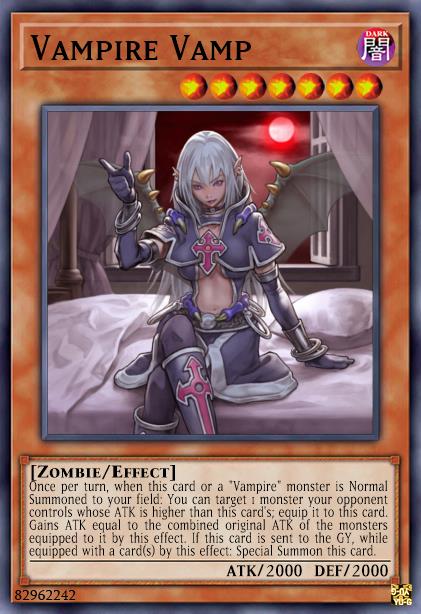 Vampire Vamp
DARK
闇
[Zombie/Effect]
Once per turn, when this card or a "Vampire" monster is Normal
Summoned to your field: You can target 1 monster your opponent
controls whose ATK is higher than this card's; equip it to this card.
Gains ATK equal to the combined original ATK of the monsters
equipped to it by this effect. If this card is sent to the GY, while
equipped with a card(s) by this effect: Special Summon this card.
ATK/2000 DEF/2000
82962242